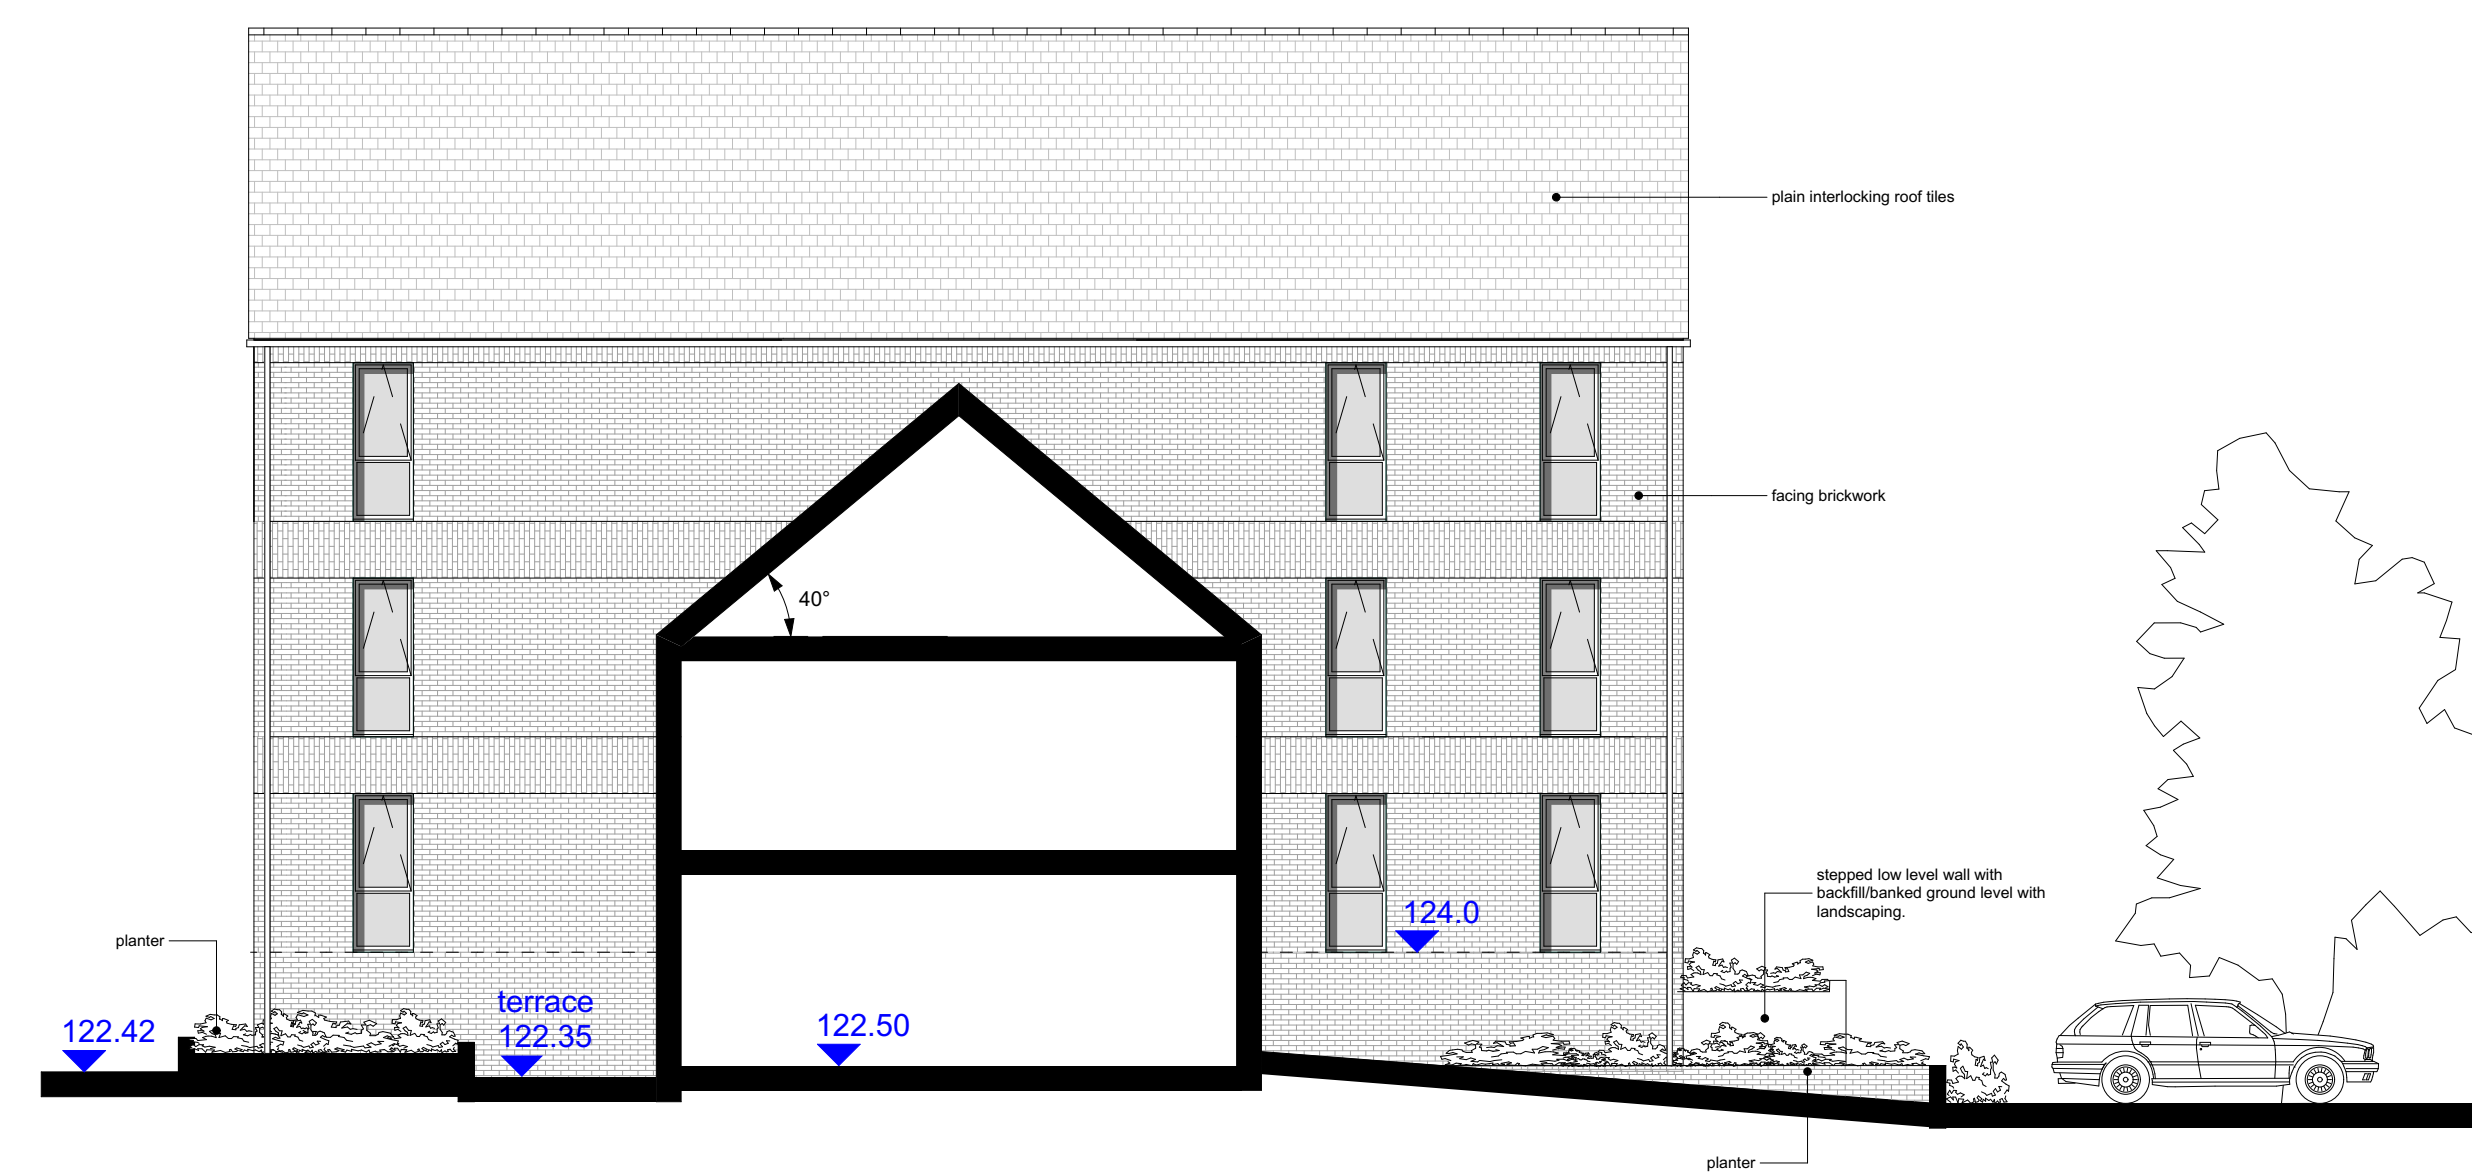 plain interlocking roof tiles
facing brickwork
40°
stepped low level wall with
backfill/banked ground level with
landscaping.
124.0
planter
terrace
122.35
122.42
122.50
planter